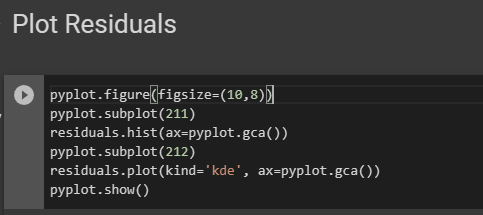 Plot Residuals
pyplot.figure(figsize=(10,8))
pyplot.subplot(211)
residuals.hist(ax=pyplot.gca())
pyplot.subplot(212)
residuals.plot(kind='kde', ax=pyplot.gca())
pyplot.show()